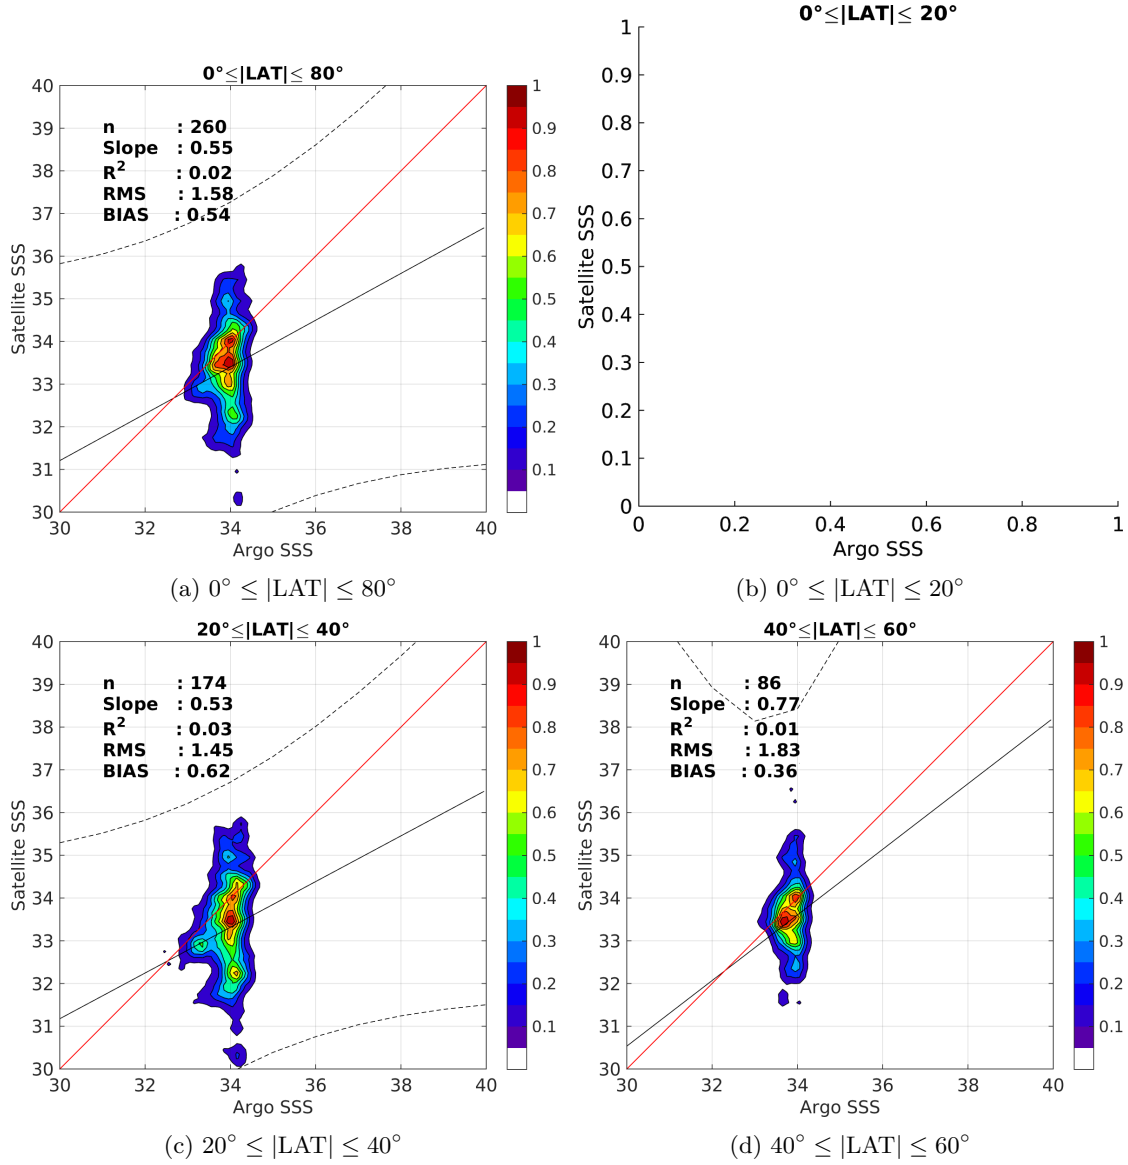 0°≤|LAT|≤ 80°
40
39
38
37
36
35
34
33
32
31
30
30 32 34 36 38 40
Satellite SSS
Argo SSS
n : 260
Slope : 0.55
R2 : 0.02
RMS : 1.58
BIAS : 0.54
1
0.9
0.8
0.7
0.6
0.5
0.4
0.3
0.2
0.1
(a) 0° ≤ |LAT| ≤ 80°
0°≤|LAT|≤ 20°
1
0.9
0.8
0.7
0.6
0.5
0.4
0.3
0.2
0.1
0
0 0.2 0.4 0.6 0.8 1
Satellite SSS
Argo SSS
(b) 0° ≤ |LAT| ≤ 20°
20°≤|LAT|≤ 40°
40
39
38
37
36
35
34
33
32
31
30
30 32 34 36 38 40
Satellite SSS
Argo SSS
n : 174
Slope : 0.53
R2 : 0.03
RMS : 1.45
BIAS : 0.62
1
0.9
0.8
0.7
0.6
0.5
0.4
0.3
0.2
0.1
(c) 20° ≤ |LAT| ≤ 40°
40°≤|LAT|≤ 60°
40
39
38
37
36
35
34
33
32
31
30
30 32 34 36 38 40
Satellite SSS
Argo SSS
n : 86
Slope : 0.77
R2 : 0.01
RMS : 1.83
BIAS : 0.36
1
0.9
0.8
0.7
0.6
0.5
0.4
0.3
0.2
0.1
(d) 40° ≤ |LAT| ≤ 60°